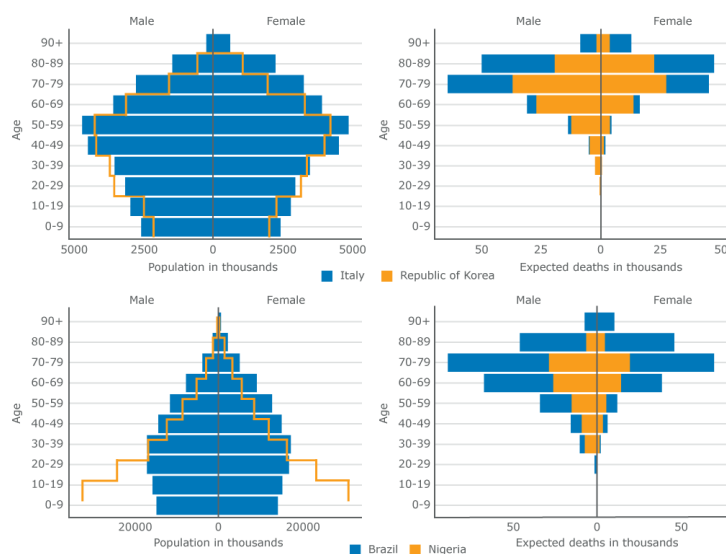 Male Female
90+
80-89
70-79
60-69
50-59
40-49
30-39
20-29
10-19
0-9
Age
5000 2500 0 2500 5000
Population in thousands
Male Female
90+
80-89
70-79
60-69
50-59
40-49
30-39
20-29
10-19
0-9
Age
50 25 0 25 50
Expected deaths in thousands
Italy Republic of Korea
Male Female
90+
80-89
70-79
60-69
50-59
40-49
30-39
20-29
10-19
0-9
Age
20000 0 20000
Population in thousands
Male Female
90+
80-89
70-79
60-69
50-59
40-49
30-39
20-29
10-19
0-9
Age
50 0 50
Expected deaths in thousands
Brazil Nigeria